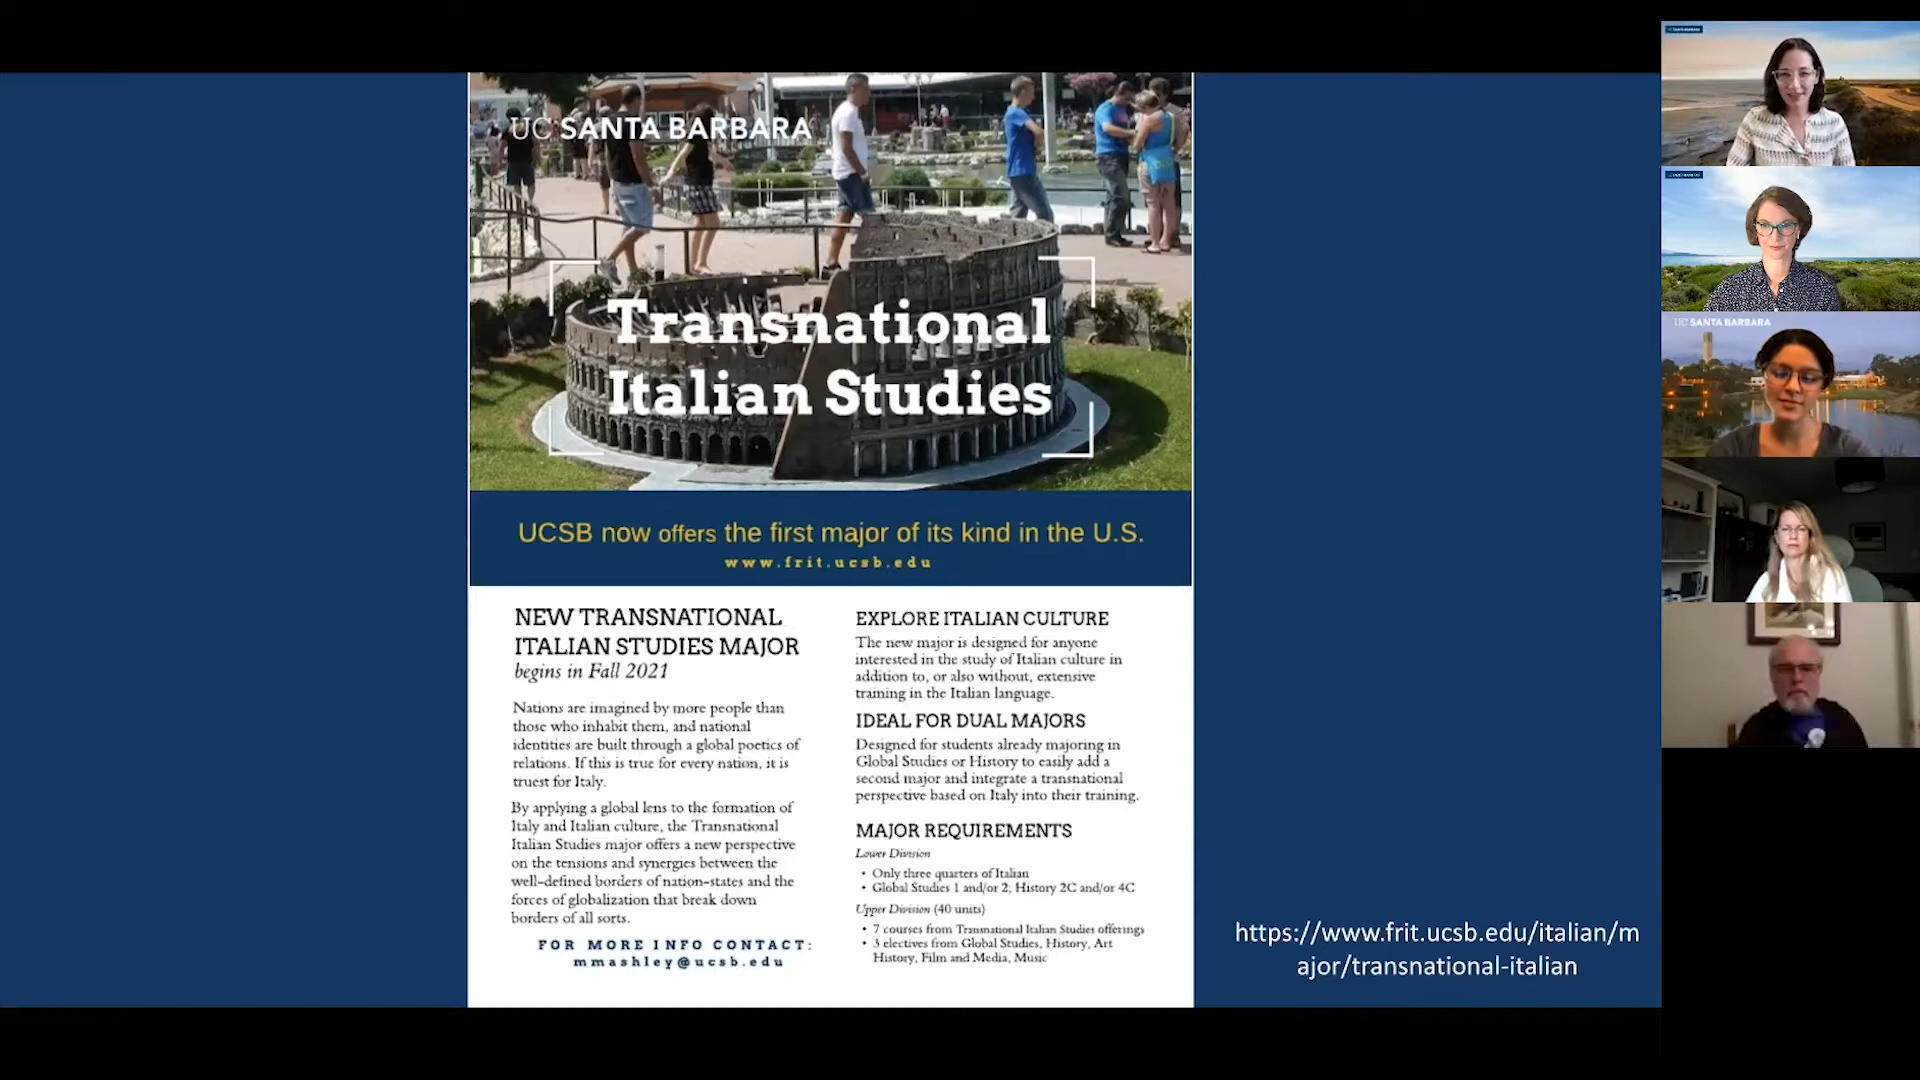 UC SANTA BARBARA
Transnational
Italian Studies
UCSB now offers the first major of its kind in the U.S.
www.frit.ucsb.edu
NEW TRANSNATIONAL
ITALIAN STUDIES MAJOR
begins in Fall 2021
Nations are imagined by more people than
those who inhabit them, and national
identities are built through a global poetics of
relations. If this is true for every nation, it is
truest for Italy.
By applying a global lens to the formation of
Italy and Italian culture, the Transnational
Italian Studies major offers a new perspective
on the tensions and synergies between the
well-defined borders of nation-states and the
forces of globalization that break down
borders of all sorts.
FOR MORE INFO CONTACT:
mmashley@ucsb.edu
EXPLORE ITALIAN CULTURE
The new major is designed for anyone
interested in the study of Italian culture in
addition to, or also without, extensive
training in the Italian language.
IDEAL FOR DUAL MAJORS
Designed for students already majoring in
Global Studies or History to easily add a
second major and integrate a transnational
perspective based on Italy into their training.
MAJOR REQUIREMENTS
Lower Division
• Only three quarters of Italian
• Global Studies 1 and/or 2; History 2C and/or 4C
Upper Division (40 units)
• 7 courses from Transnational Italian Studies offerings
• 3 electives from Global Studies, History, Art
History, Film and Media, Music
https://www.frit.ucsb.edu/italian/m
ajor/transnational-italian
UC SANTA BARBARA